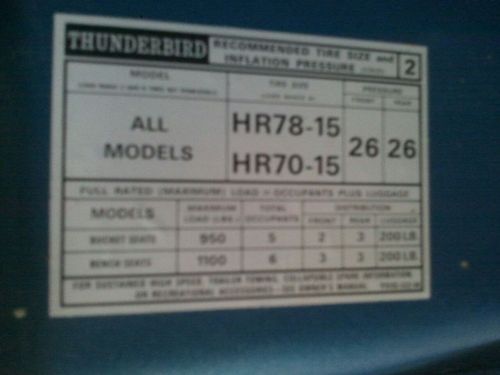 THUNDERBIRD RECOMMENDED TIRE SIZE and INFLATION PRESSURE 2
MODEL TIRE SIZE PRESSURE
FRONT REAR
ALL MODELS HR78-15 HR70-15 26 26
FULL RATED (MAXIMUM) LOAD = OCCUPANTS PLUS LUGGAGE
MODELS MAXIMUM LOAD (LBS.) TOTAL OCCUPANTS DISTRIBUTION
FRONT REAR LUGGAGE
BUCKET SEATS 950 5 2 3 200 LB.
BENCH SEATS 1100 6 3 3 200 LB.
FOR SUSTAINED HIGH SPEED, TRAILER TOWING, COLLAPSIBLE SPARE INFORMATION,
OR RECREATIONAL ACCESSORIES - SEE OWNER'S MANUAL